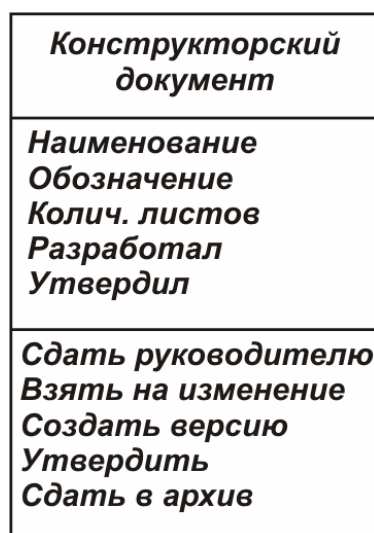 Конструкторский
документ
Наименование
Обозначение
Колич. листов
Разработал
Утвердил
Сдать руководителю
Взять на изменение
Создать версию
Утвердить
Сдать в архив